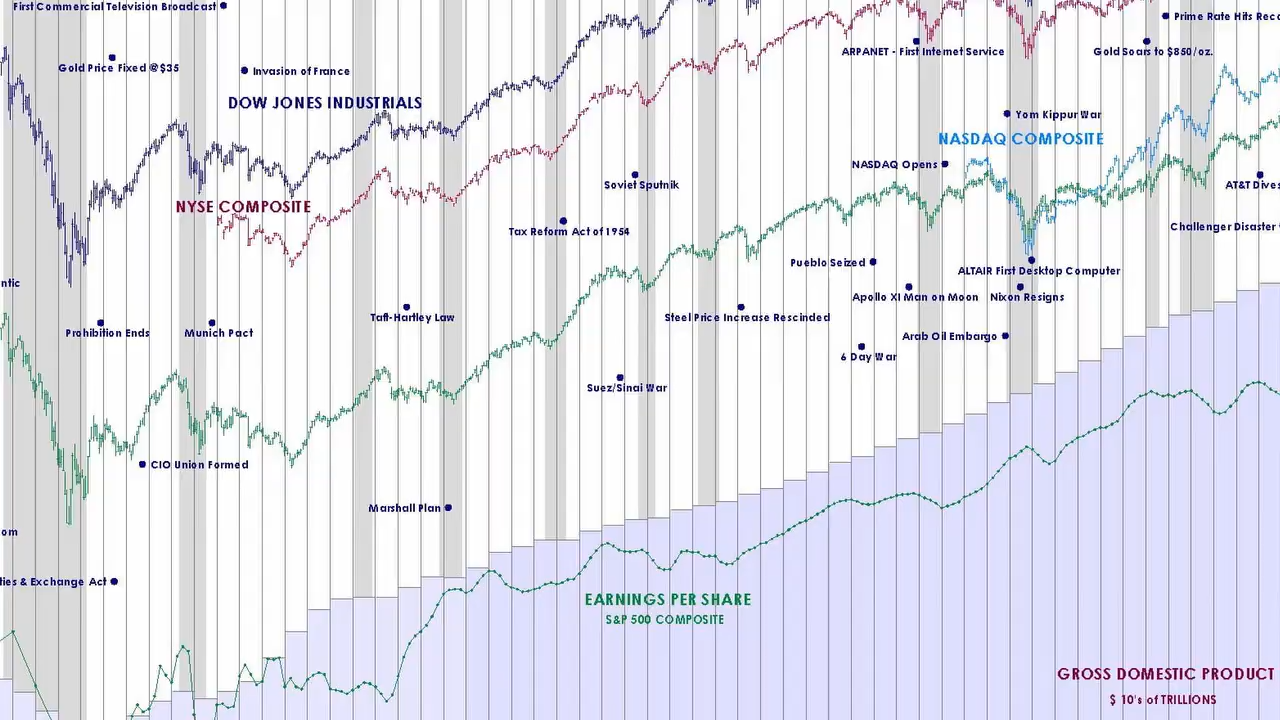 First Commercial Television Broadcast
Prime Rate Hits
Gold Price Fixed @$35
ARPANET - First Internet Service
Gold Soars to $850/oz.
Invasion of France
DOW JONES INDUSTRIALS
Yom Kippur War
NASDAQ COMPOSITE
NASDAQ Opens
Soviet Sputnik
AT&T
NYSE COMPOSITE
Tax Reform Act of 1954
Challenger Disaster
Pueblo Seized
ALTAIR First Desktop Computer
Apollo XI Man on Moon
Nixon Resigns
Taft-Hartley Law
Steel Price Increase Rescinded
Prohibition Ends
Munich Pact
Arab Oil Embargo
6 Day War
Suez/Sinai War
CIO Union Formed
Marshall Plan
& Exchange Act
EARNINGS PER SHARE
S&P 500 COMPOSITE
GROSS DOMESTIC PRODUCT
$ 10's of TRILLIONS